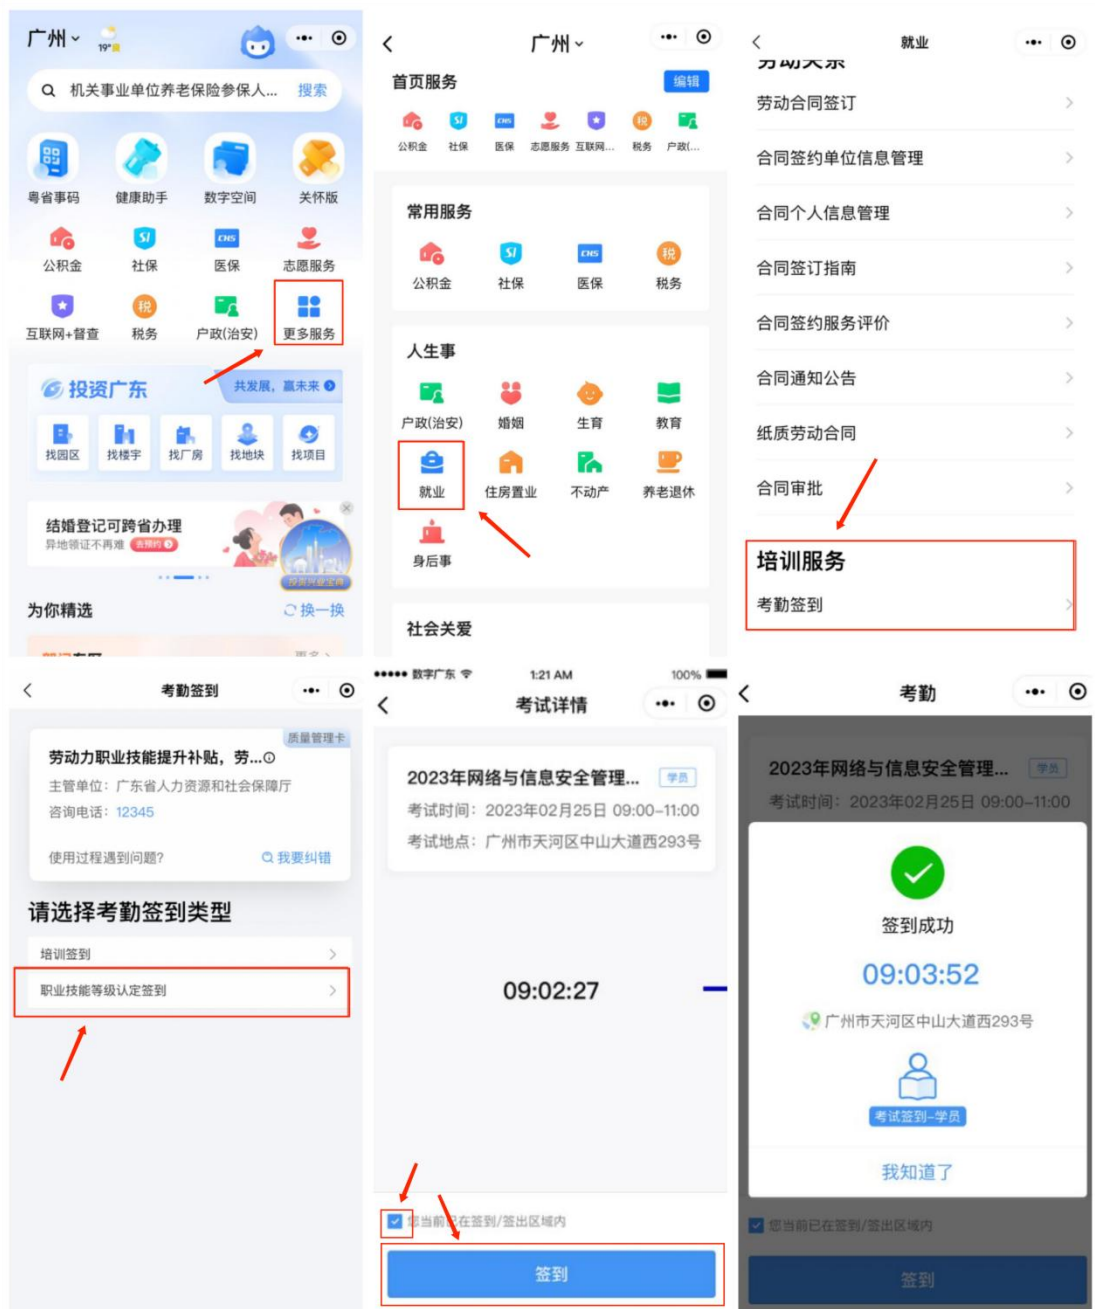 广州
19°
机关事业单位养老保险参保人... 搜索
粤省事码 健康助手 数字空间 关怀版
SI CHS
公积金 社保 医保 志愿服务
税
互联网+督查 税务 户政(治安) 更多服务
投资广东 共发展，赢未来
找园区 找楼宇 找厂房 找地块 找项目
结婚登记可跨省办理
异地领证不再难 去预约
为你精选 换一换
广州
首页服务 编辑
SI CHS 税
公积金 社保 医保 志愿服务 互联网... 税务 户政(...
常用服务
SI CHS 税
公积金 社保 医保 税务
人生事
户政(治安) 婚姻 生育 教育
就业 住房置业 不动产 养老退休
身后事
社会关爱
就业
劳动关系
劳动合同签订
合同签约单位信息管理
合同个人信息管理
合同签订指南
合同签约服务评价
合同通知公告
纸质劳动合同
合同审批
培训服务
考勤签到
考勤签到
质量管理卡
劳动力职业技能提升补贴，劳...
主管单位：广东省人力资源和社会保障厅
咨询电话：12345
使用过程遇到问题? 我要纠错
请选择考勤签到类型
培训签到
职业技能等级认定签到
数字广东 1:21 AM 100%
考试详情
2023年网络与信息安全管理... 学员
考试时间：2023年02月25日 09:00-11:00
考试地点：广州市天河区中山大道西293号
09:02:27
您当前已在签到/签出区域内
签到
考勤
2023年网络与信息安全管理... 学员
考试时间：2023年02月25日 09:00-11:00
签到成功
09:03:52
广州市天河区中山大道西293号
考试签到-学员
我知道了
您当前已在签到/签出区域内
签到